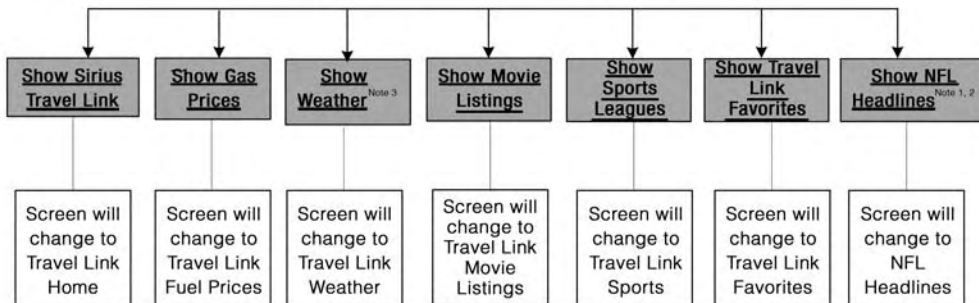 Show Sirius
Travel Link
Show Gas
Prices
Show
Weather Note 3
Show Movie
Listings
Show
Sports
Leagues
Show Travel
Link
Favorites
Show NFL
Headlines Note 1, 2
Screen will
change to
Travel Link
Home
Screen will
change to
Travel Link
Fuel Prices
Screen will
change to
Travel Link
Weather
Screen will
change to
Travel Link
Movie
Listings
Screen will
change to
Travel Link
Sports
Screen will
change to
Travel Link
Favorites
Screen will
change to
NFL
Headlines